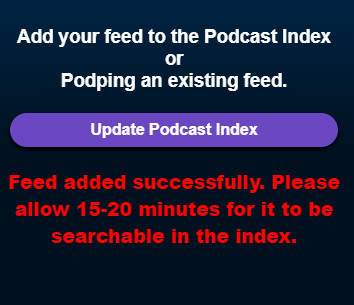 Add your feed to the Podcast Index
or
Podping an existing feed.
Update Podcast Index
Feed added successfully. Please
allow 15-20 minutes for it to be
searchable in the index.